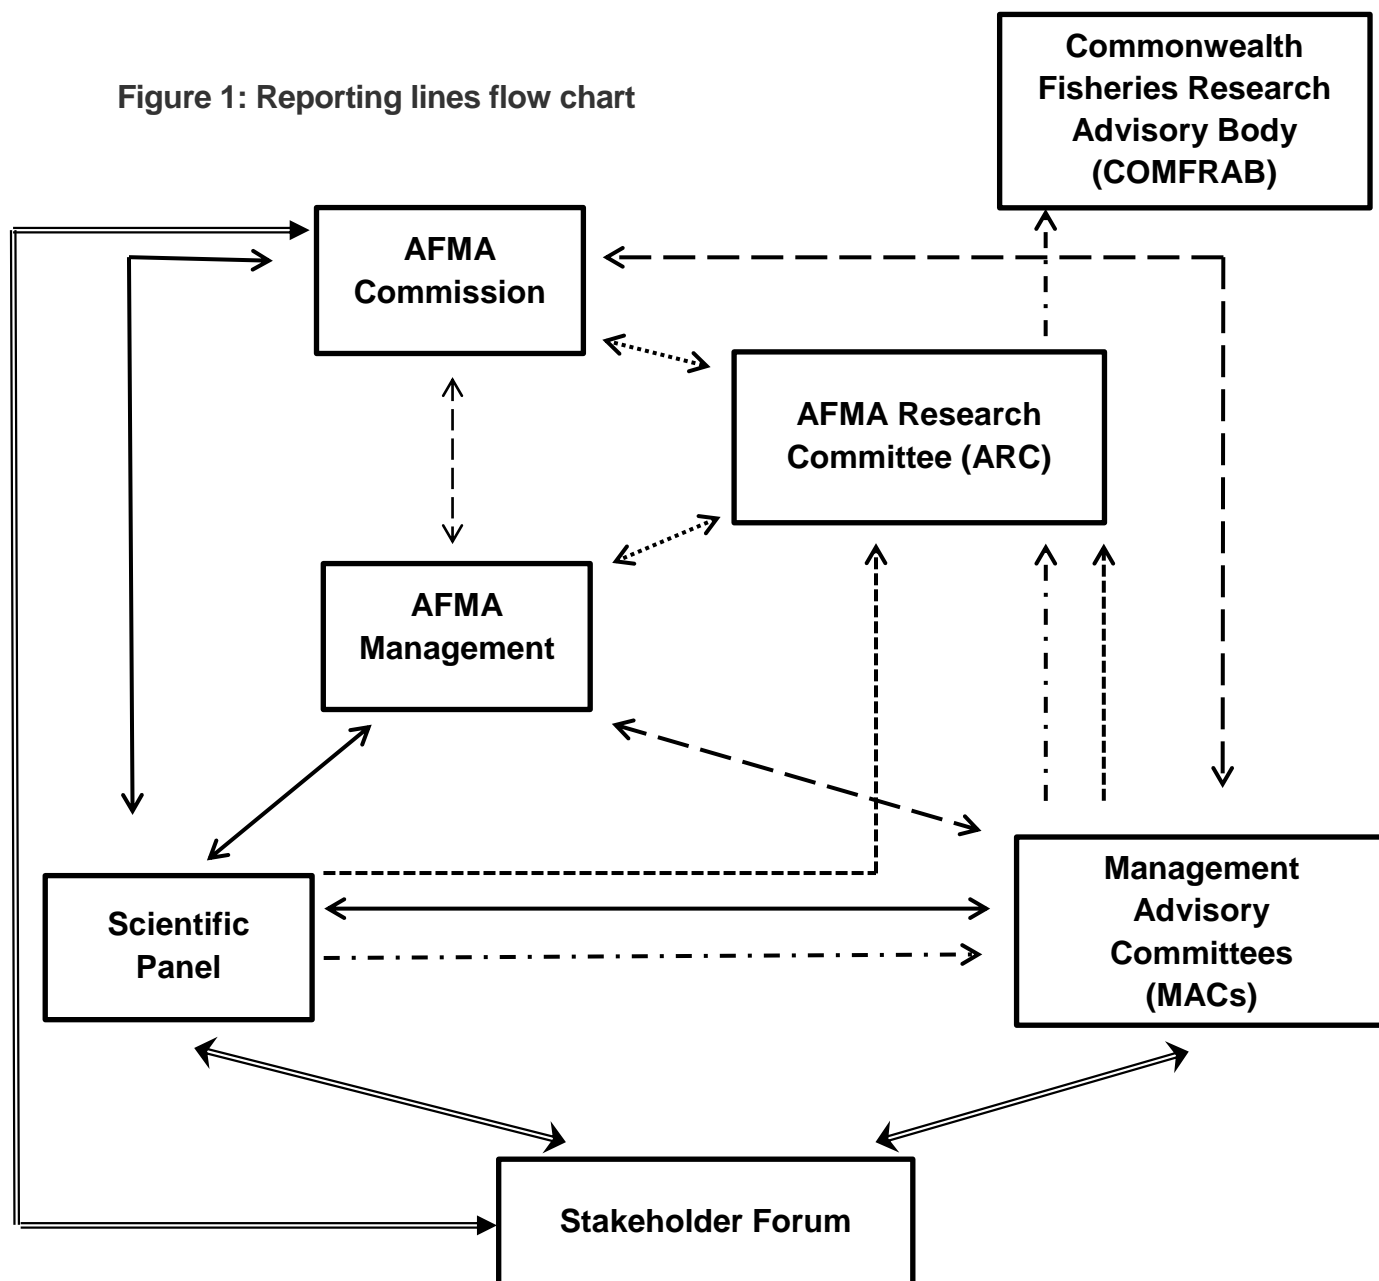 Figure 1: Reporting lines flow chart
Commonwealth
Fisheries Research
Advisory Body
(COMFRAB)
AFMA
Commission
AFMA Research
Committee (ARC)
AFMA
Management
Scientific
Panel
Management
Advisory
Committees
(MACs)
Stakeholder Forum